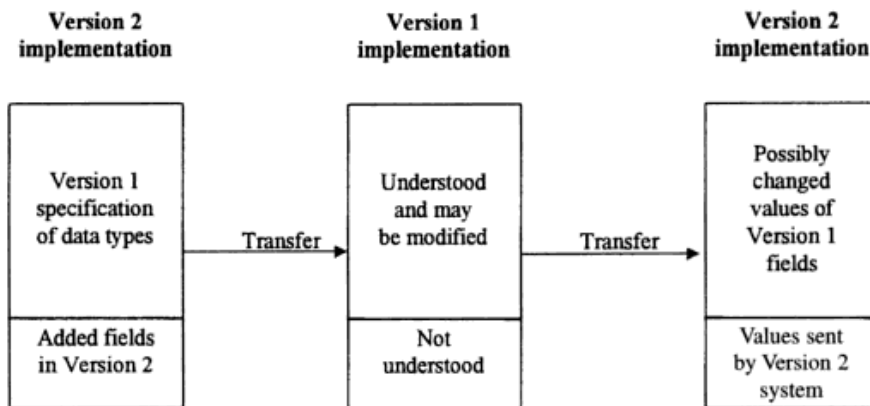 Version 2
implementation
Version 1
implementation
Version 2
implementation
Version 1
specification
of data types
Transfer
Understood
and may
be modified
Transfer
Possibly
changed
values of
Version 1
fields
Added fields
in Version 2
Not
understood
Values sent
by Version 2
system